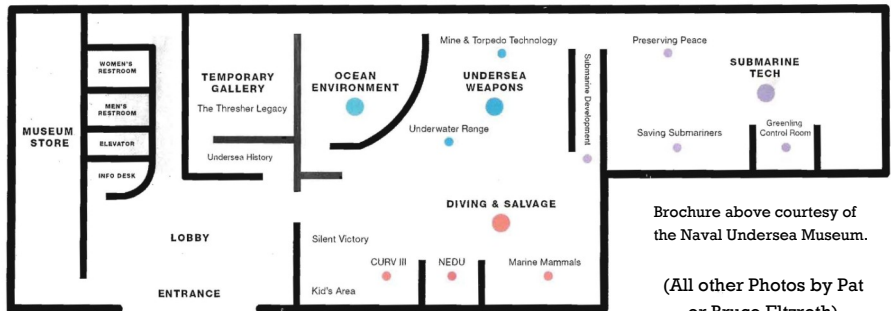 WOMEN'S
RESTROOM
MEN'S
RESTROOM
ELEVATOR
INFO DESK
MUSEUM
STORE
TEMPORARY
GALLERY
The Thresher Legacy
Undersea History
OCEAN
ENVIRONMENT
Mine & Torpedo Technology
UNDERSEA
WEAPONS
Underwater Range
Submarine Development
Preserving Peace
SUBMARINE
TECH
Saving Submariners
Greenling
Control Room
DIVING & SALVAGE
Silent Victory
CURV III
NEDU
Marine Mammals
Kid's Area
LOBBY
ENTRANCE
Brochure above courtesy of
the Naval Undersea Museum.
(All other Photos by Pat
or Bruce Eltzroth)